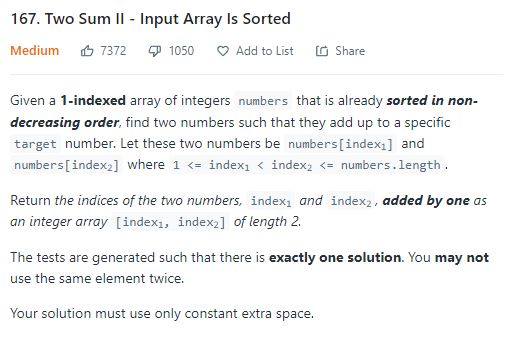 167. Two Sum II - Input Array Is Sorted
Medium 7372 1050 Add to List Share
Given a 1-indexed array of integers numbers that is already sorted in non-
decreasing order, find two numbers such that they add up to a specific
target number. Let these two numbers be numbers[index₁] and
numbers[index₂] where 1 <= index₁ < index₂ <= numbers.length.
Return the indices of the two numbers, index₁ and index₂, added by one as
an integer array [index₁, index₂] of length 2.
The tests are generated such that there is exactly one solution. You may not
use the same element twice.
Your solution must use only constant extra space.